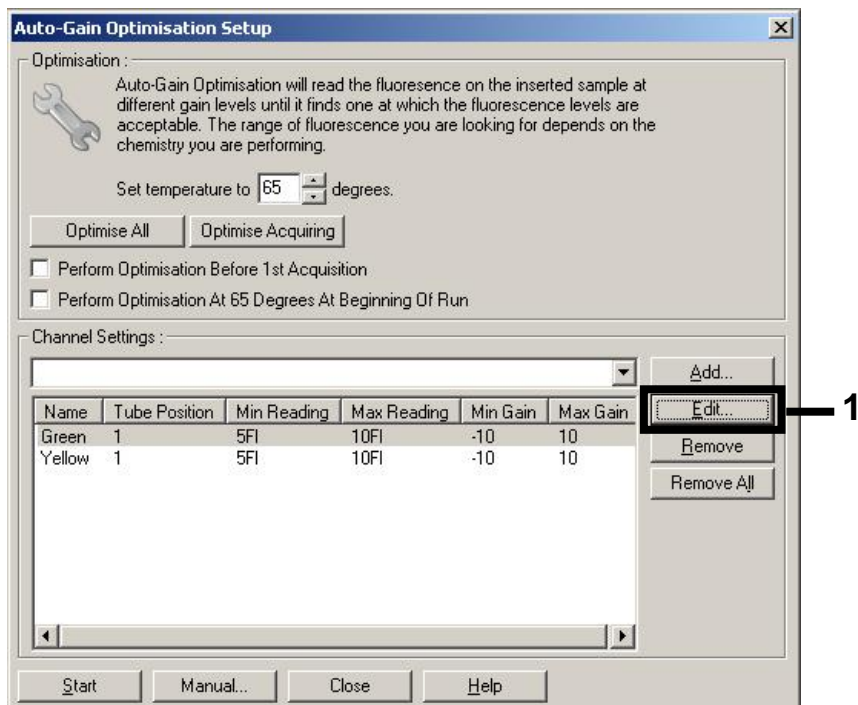 Auto-Gain Optimisation Setup
Optimisation :
Auto-Gain Optimisation will read the fluoresence on the inserted sample at
different gain levels until it finds one at which the fluorescence levels are
acceptable. The range of fluorescence you are looking for depends on the
chemistry you are performing.
Set temperature to 65 degrees.
Optimise All Optimise Acquiring
Perform Optimisation Before 1st Acquisition
Perform Optimisation At 65 Degrees At Beginning Of Run
Channel Settings :
Add...
Name Tube Position Min Reading Max Reading Min Gain Max Gain Edit... 1
Green 1 5Fl 10Fl -10 10
Remove
Yellow 1 5Fl 10Fl -10 10
Remove All
Start Manual... Close Help